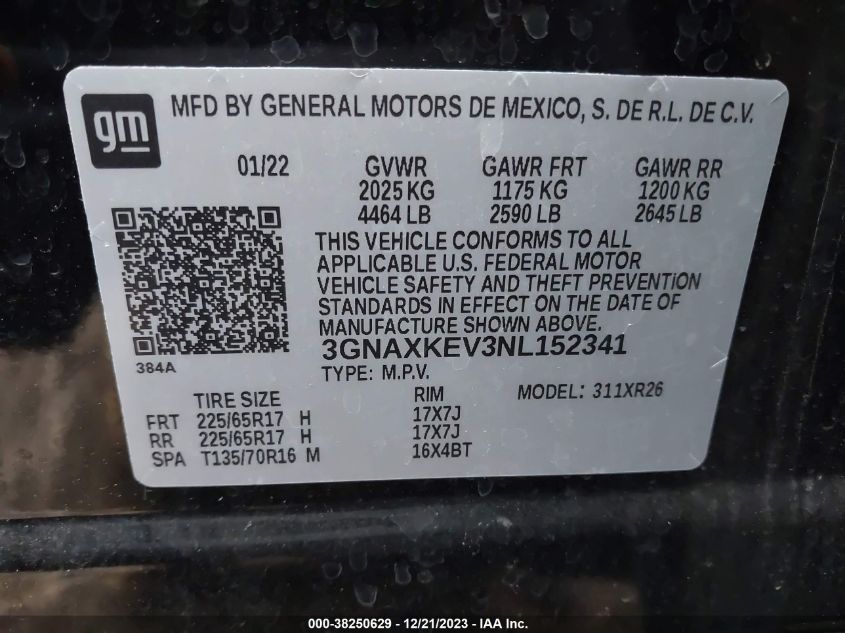 gm
MFD BY GENERAL MOTORS DE MEXICO, S. DE R.L. DE C.V.
01/22 GVWR GAWR FRT GAWR RR
2025 KG 1175 KG 1200 KG
4464 LB 2590 LB 2645 LB
THIS VEHICLE CONFORMS TO ALL
APPLICABLE U.S. FEDERAL MOTOR
VEHICLE SAFETY AND THEFT PREVENTION
STANDARDS IN EFFECT ON THE DATE OF
MANUFACTURE SHOWN ABOVE.
3GNAXKEV3NL152341
384A
TYPE: M.P.V.
TIRE SIZE RIM MODEL: 311XR26
FRT 225/65R17 H 17X7J
RR 225/65R17 H 17X7J
SPA T135/70R16 M 16X4BT
000-38250629 - 12/21/2023 - IAA Inc.